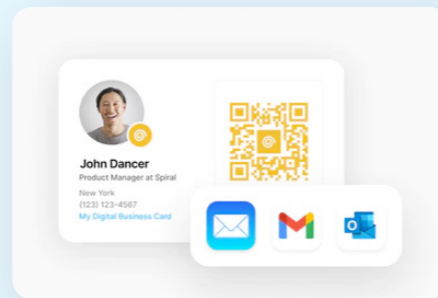 John Dancer
Product Manager at Spiral
New York
(123) 123-4567
My Digital Business Card